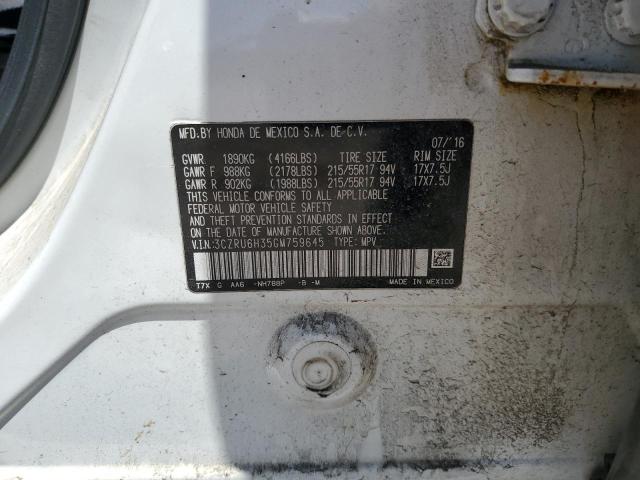 MFD.BY HONDA DE MEXICO S.A. DE C.V.
07/'16
GVWR. 1890KG (4166LBS) TIRE SIZE RIM SIZE
GAWR F 988KG (2178LBS) 215/55R17 94V 17X7.5J
GAWR R 902KG (1988LBS) 215/55R17 94V 17X7.5J
THIS VEHICLE CONFORMS TO ALL APPLICABLE
FEDERAL MOTOR VEHICLE SAFETY, BUMPER,
AND THEFT PREVENTION STANDARDS IN EFFECT
ON THE DATE OF MANUFACTURE SHOWN ABOVE.
V.IN:3CZRU6H35GM759645 TYPE: MPV
T7X G AA6 -NH788P -B -M MADE IN MEXICO